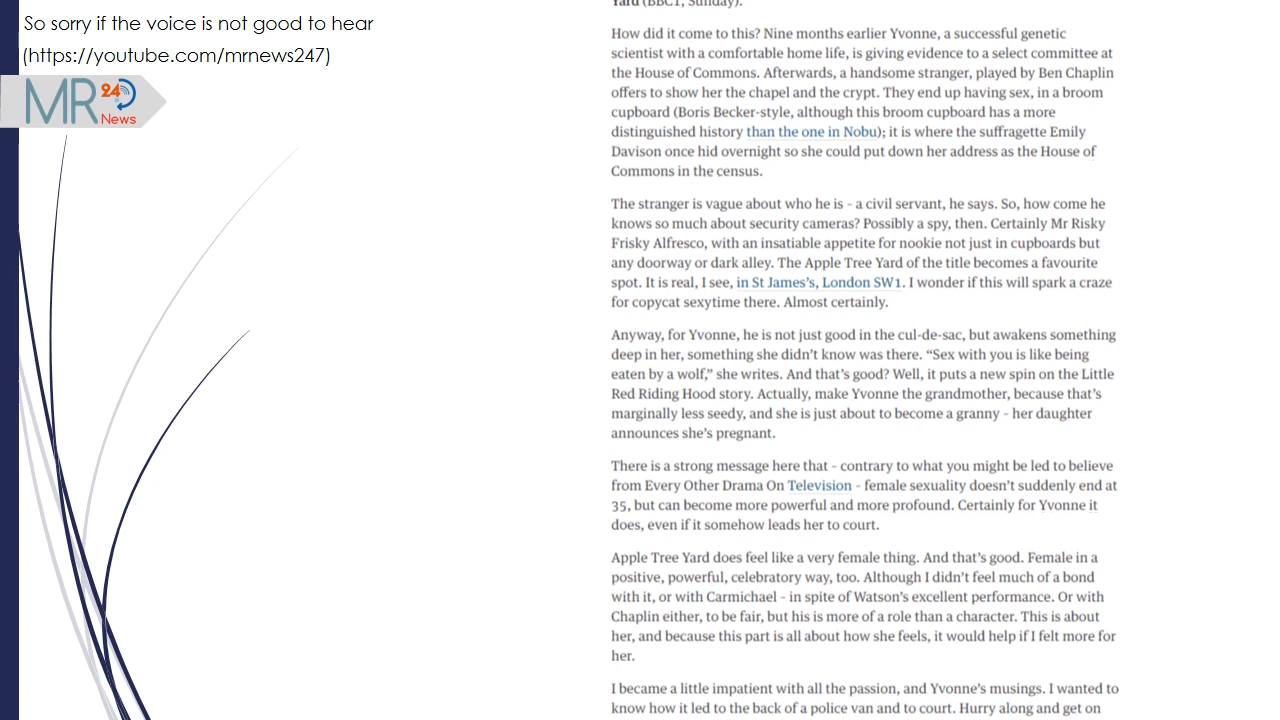 So sorry if the voice is not good to hear
(https://youtube.com/mrnews247)
MR
24
News
Yard (BBC1, Sunday).
How did it come to this? Nine months earlier Yvonne, a successful genetic
scientist with a comfortable home life, is giving evidence to a select committee at
the House of Commons. Afterwards, a handsome stranger, played by Ben Chaplin
offers to show her the chapel and the crypt. They end up having sex, in a broom
cupboard (Boris Becker-style, although this broom cupboard has a more
distinguished history than the one in Nobu); it is where the suffragette Emily
Davison once hid overnight so she could put down her address as the House of
Commons in the census.
The stranger is vague about who he is - a civil servant, he says. So, how come he
knows so much about security cameras? Possibly a spy, then. Certainly Mr Risky
Frisky Alfresco, with an insatiable appetite for nookie not just in cupboards but
any doorway or dark alley. The Apple Tree Yard of the title becomes a favourite
spot. It is real, I see, in St James’s, London SW1. I wonder if this will spark a craze
for copycat sexytime there. Almost certainly.
Anyway, for Yvonne, he is not just good in the cul-de-sac, but awakens something
deep in her, something she didn’t know was there. “Sex with you is like being
eaten by a wolf,” she writes. And that’s good? Well, it puts a new spin on the Little
Red Riding Hood story. Actually, make Yvonne the grandmother, because that’s
marginally less seedy, and she is just about to become a granny - her daughter
announces she’s pregnant.
There is a strong message here that - contrary to what you might be led to believe
from Every Other Drama On Television - female sexuality doesn’t suddenly end at
35, but can become more powerful and more profound. Certainly for Yvonne it
does, even if it somehow leads her to court.
Apple Tree Yard does feel like a very female thing. And that’s good. Female in a
positive, powerful, celebratory way, too. Although I didn’t feel much of a bond
with it, or with Carmichael - in spite of Watson’s excellent performance. Or with
Chaplin either, to be fair, but his is more of a role than a character. This is about
her, and because this part is all about how she feels, it would help if I felt more for
her.
I became a little impatient with all the passion, and Yvonne’s musings. I wanted to
know how it led to the back of a police van and to court. Hurry along and get on